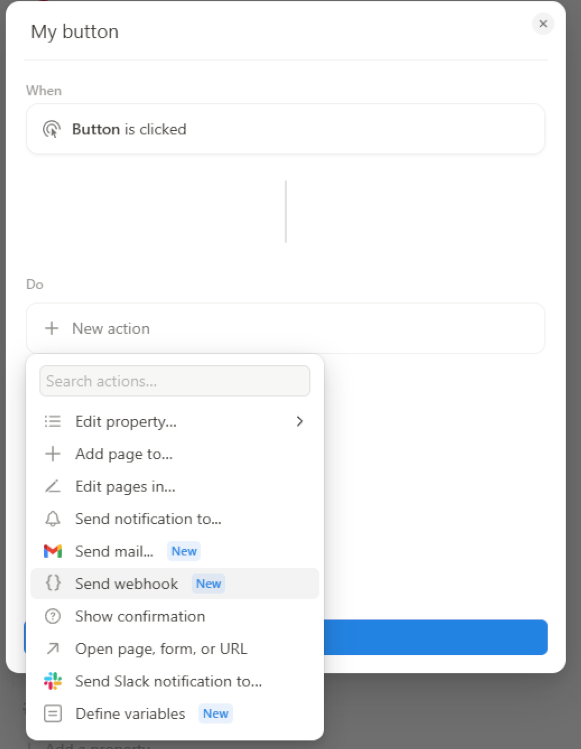 My button
When
Button is clicked
Do
New action
Search actions...
Edit property...
Add page to...
Edit pages in...
Send notification to...
Send mail... New
Send webhook New
Show confirmation
Open page, form, or URL
Send Slack notification to...
Define variables New
Add a property